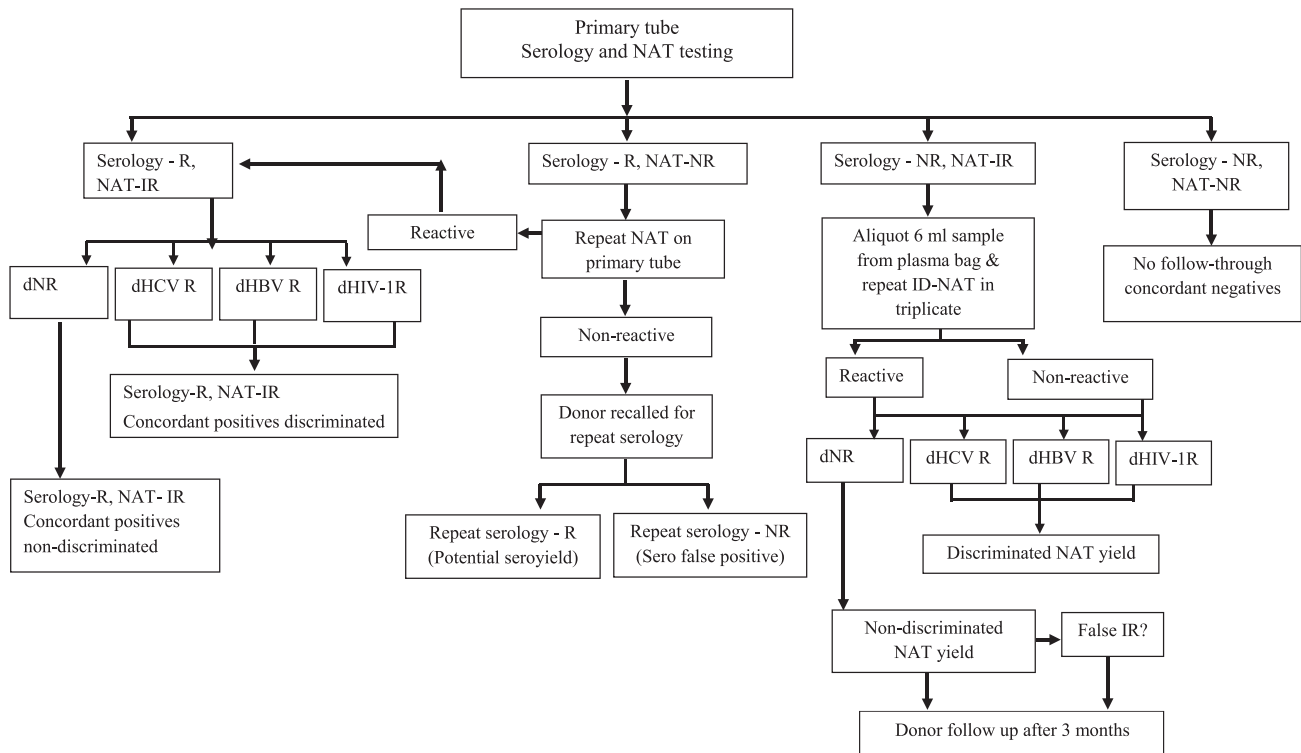 Primary tube
Serology and NAT testing
Serology - R,
NAT-IR
Serology - R, NAT-NR
Serology - NR, NAT-IR
Serology - NR,
NAT-NR
Reactive
Repeat NAT on
primary tube
Aliquot 6 ml sample
from plasma bag &
repeat ID-NAT in
triplicate
No follow-through
concordant negatives
dNR
dHCV R
dHBV R
dHIV-1R
Non-reactive
Reactive
Non-reactive
Serology-R, NAT-IR
Concordant positives discriminated
Donor recalled for
repeat serology
dNR
dHCV R
dHBV R
dHIV-1R
Serology-R, NAT- IR
Concordant positives
non-discriminated
Repeat serology - R
(Potential seroyield)
Repeat serology - NR
(Sero false positive)
Discriminated NAT yield
Non-discriminated
NAT yield
False IR?
Donor follow up after 3 months